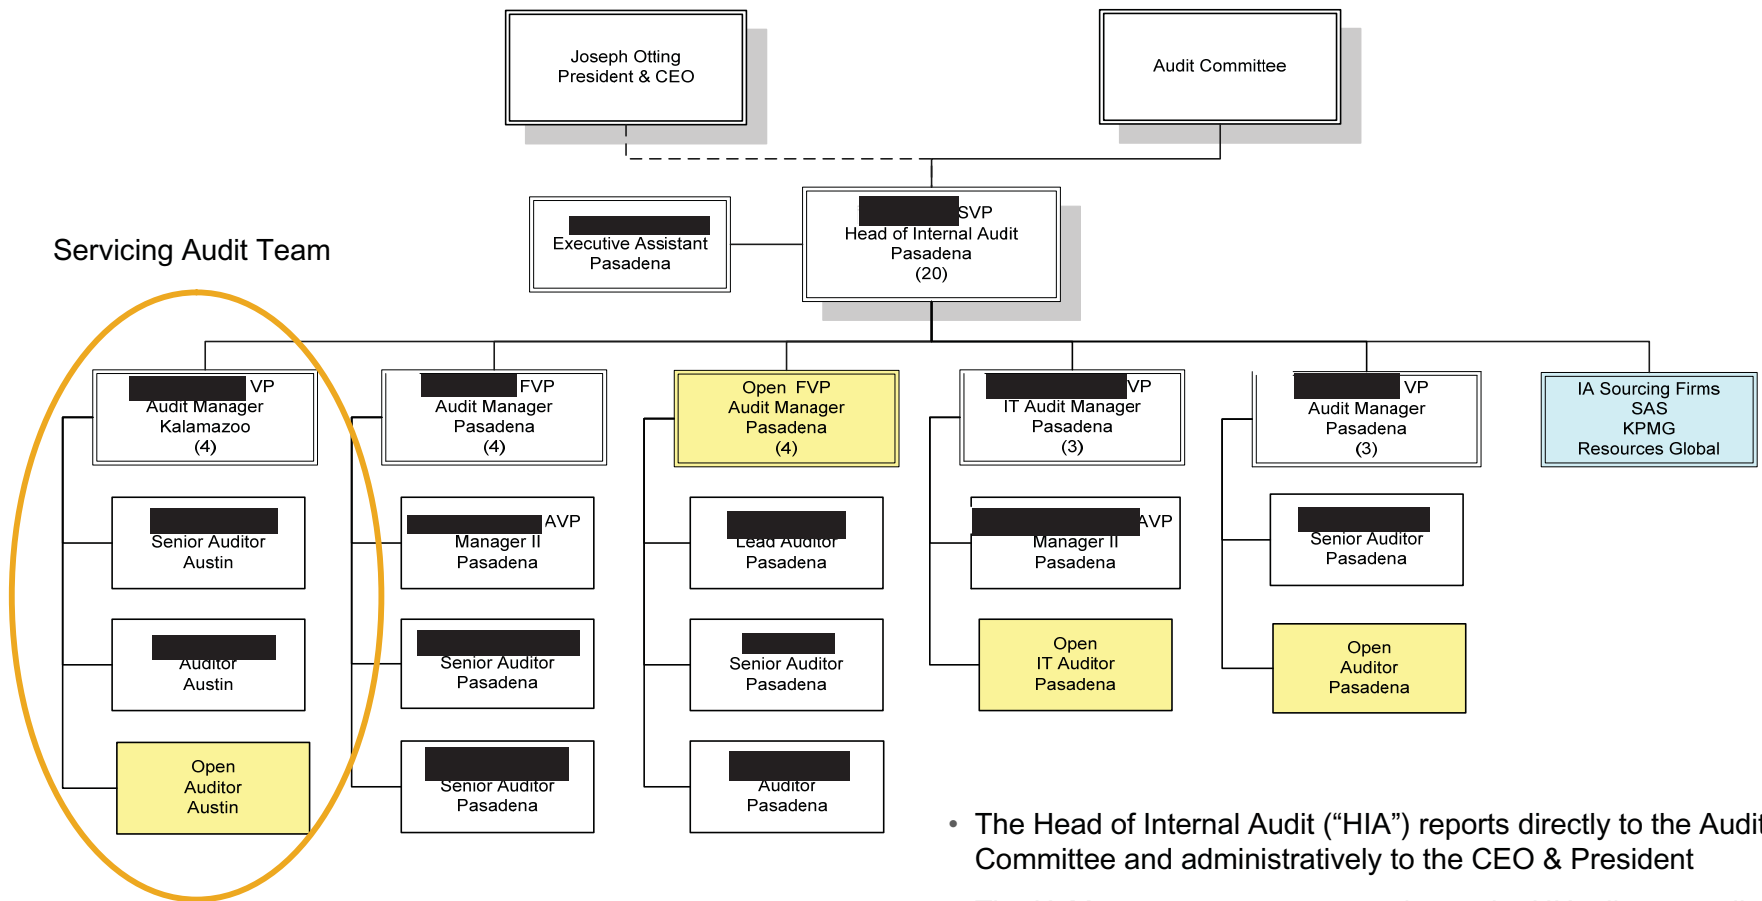 Joseph Otting
President & CEO
Audit Committee
SVP
Head of Internal Audit
Pasadena
(20)
Executive Assistant
Pasadena
Servicing Audit Team
VP
Audit Manager
Kalamazoo
(4)
FVP
Audit Manager
Pasadena
(4)
Open FVP
Audit Manager
Pasadena
(4)
VP
IT Audit Manager
Pasadena
(3)
VP
Audit Manager
Pasadena
(3)
IA Sourcing Firms
SAS
KPMG
Resources Global
Senior Auditor
Austin
AVP
Manager II
Pasadena
Lead Auditor
Pasadena
AVP
Manager II
Pasadena
Senior Auditor
Pasadena
Auditor
Austin
Senior Auditor
Pasadena
Senior Auditor
Pasadena
Open
IT Auditor
Pasadena
Open
Auditor
Pasadena
Open
Auditor
Austin
Senior Auditor
Pasadena
Auditor
Pasadena
• The Head of Internal Audit (“HIA”) reports directly to the Audit
Committee and administratively to the CEO & President